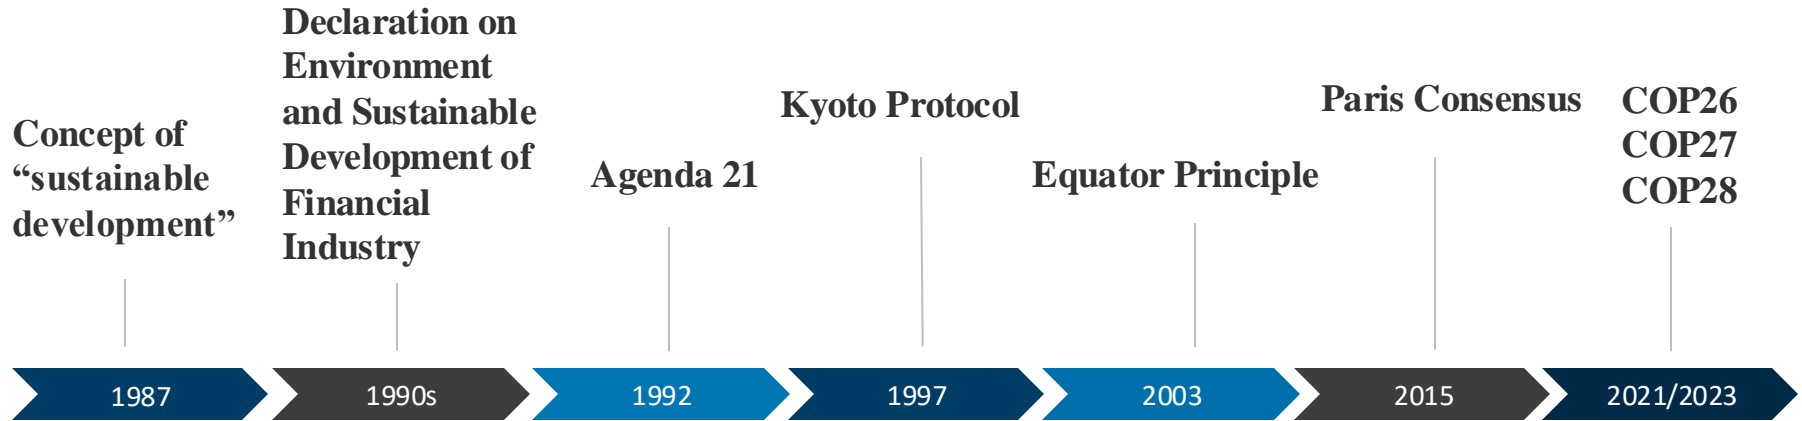 Concept of
“sustainable
development”
Declaration on
Environment
and Sustainable
Development of
Financial
Industry
Agenda 21
Kyoto Protocol
Equator Principle
Paris Consensus
COP26
COP27
COP28
1987
1990s
1992
1997
2003
2015
2021/2023